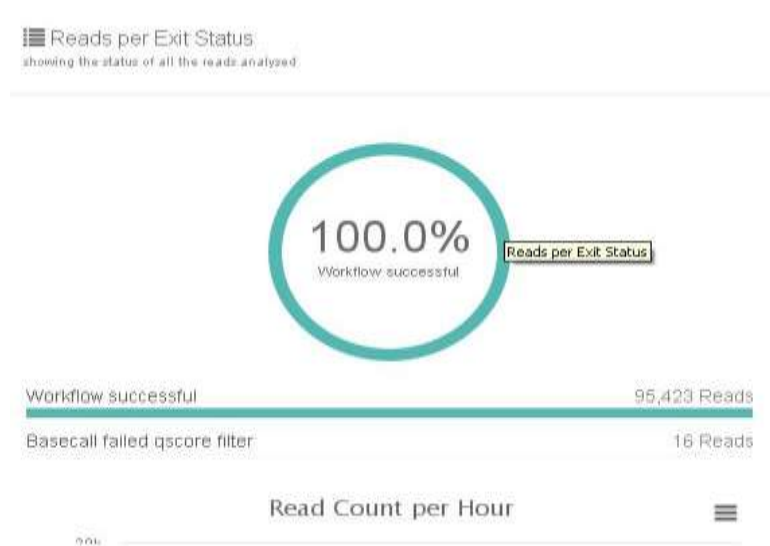 Reads per Exit Status
showing the status of all the reads analyzed
100.0%
Workflow successful
Reads per Exit Status
Workflow successful 95,423 Reads
Basecall failed qscore filter 16 Reads
Read Count per Hour